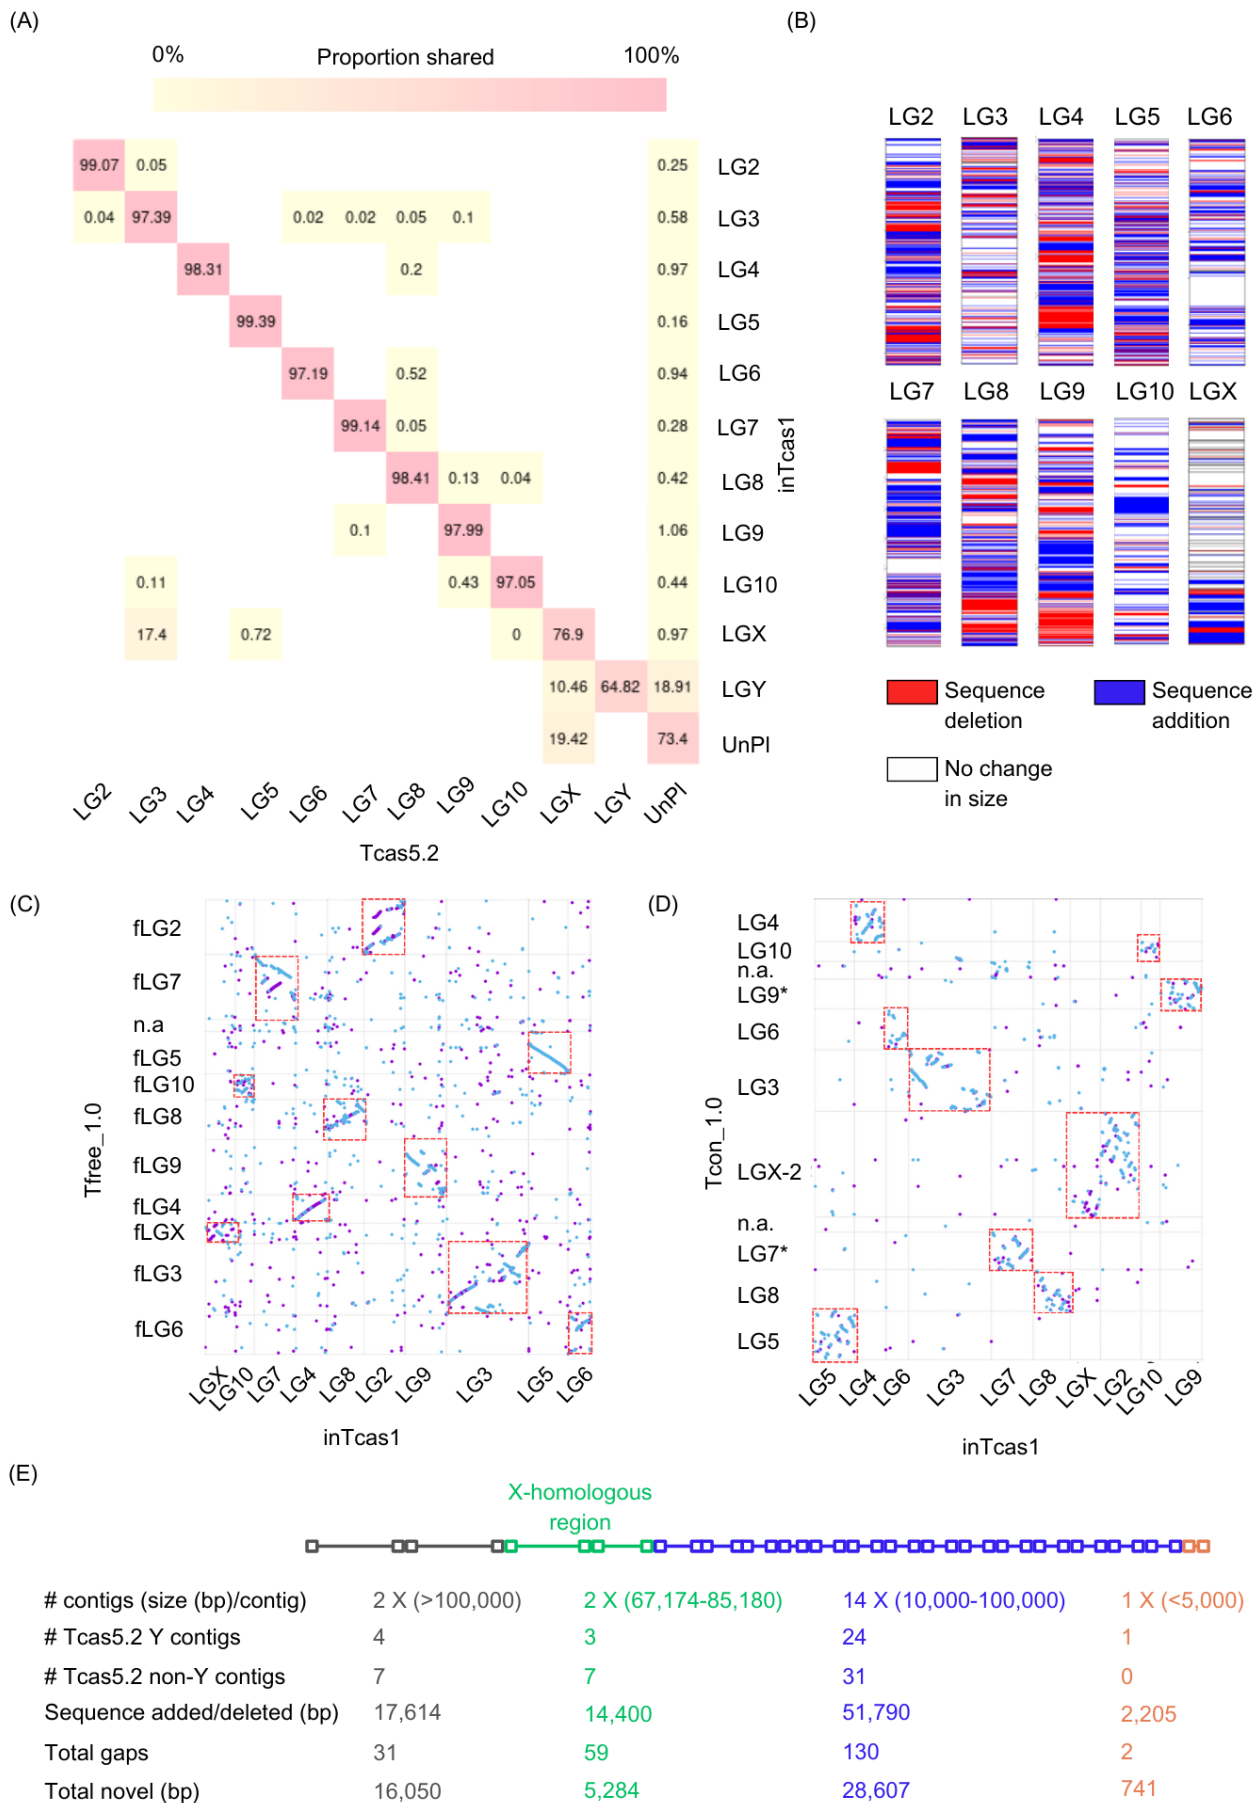 (A)
0% Proportion shared 100%
99.07 0.05 0.25 LG2
0.04 97.39 0.02 0.02 0.05 0.1 0.58 LG3
98.31 0.2 0.97 LG4
99.39 0.16 LG5
97.19 0.52 0.94 LG6
99.14 0.05 0.28 LG7
98.41 0.13 0.04 0.42 LG8
0.1 97.99 1.06 LG9
0.11 0.43 97.05 0.44 LG10
17.4 0.72 0 76.9 0.97 LGX
10.46 64.82 18.91 LGY
19.42 73.4 UnPl
inTcas1
LG2 LG3 LG4 LG5 LG6 LG7 LG8 LG9 LG10 LGX LGY UnPl
Tcas5.2
(B)
LG2 LG3 LG4 LG5 LG6
LG7 LG8 LG9 LG10 LGX
Sequence
deletion
Sequence
addition
No change
in size
(C)
fLG2
fLG7
n.a
fLG5
fLG10
fLG8
fLG9
fLG4
fLGX
fLG3
fLG6
Tfree_1.0
LGX LG10 LG7 LG4 LG8 LG2 LG9 LG3 LG5 LG6
inTcas1
(D)
LG4
LG10
n.a.
LG9*
LG6
LG3
LGX-2
n.a.
LG7*
LG8
LG5
Tcon_1.0
LG5 LG4 LG6 LG3 LG7 LG8 LGX LG2 LG10 LG9
inTcas1
(E)
X-homologous
region
# contigs (size (bp)/contig) 2 X (>100,000) 2 X (67,174-85,180) 14 X (10,000-100,000) 1 X (<5,000)
# Tcas5.2 Y contigs 4 3 24 1
# Tcas5.2 non-Y contigs 7 7 31 0
Sequence added/deleted (bp) 17,614 14,400 51,790 2,205
Total gaps 31 59 130 2
Total novel (bp) 16,050 5,284 28,607 741